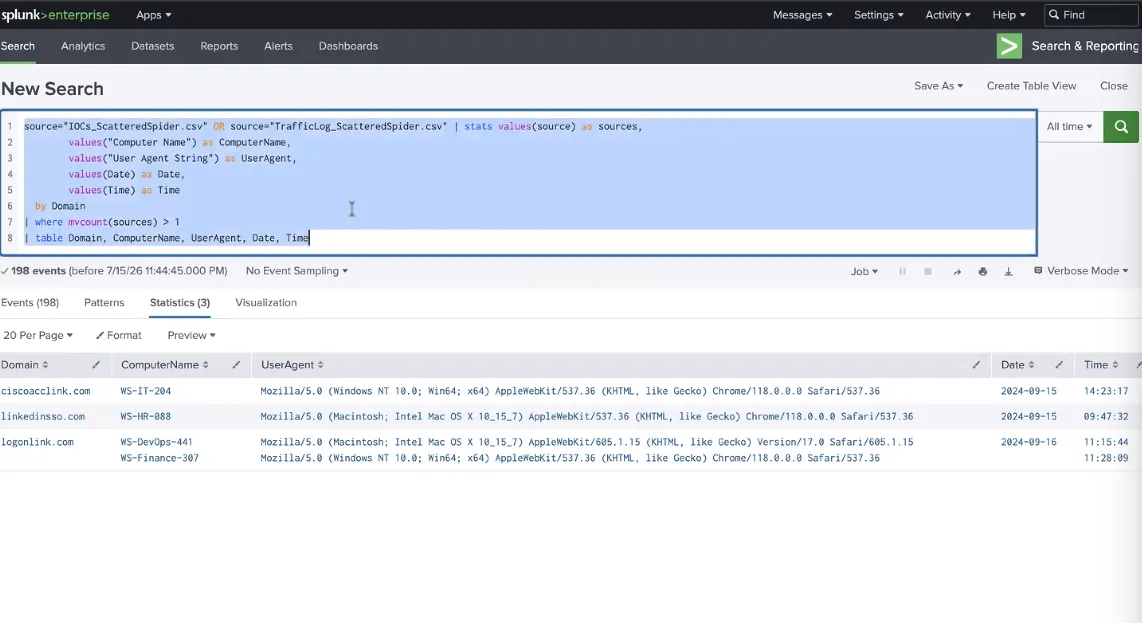 splunk>enterprise Apps Messages Settings Activity Help Find
Search Analytics Datasets Reports Alerts Dashboards Search & Reporting
New Search Save As Create Table View Close
1 source="IOCs_ScatteredSpider.csv" OR source="TrafficLog_ScatteredSpider.csv" | stats values(source) as sources, All time
2 values("Computer Name") as ComputerName,
3 values("User Agent String") as UserAgent,
4 values(Date) as Date,
5 values(Time) as Time
6 by Domain
7 | where mvcount(sources) > 1
8 | table Domain, ComputerName, UserAgent, Date, Time
198 events (before 7/15/26 11:44:45.000 PM) No Event Sampling Job Verbose Mode
Events (198) Patterns Statistics (3) Visualization
20 Per Page Format Preview
Domain ComputerName UserAgent Date Time
ciscoacclink.com WS-IT-204 Mozilla/5.0 (Windows NT 10.0; Win64; x64) AppleWebKit/537.36 (KHTML, like Gecko) Chrome/118.0.0.0 Safari/537.36 2024-09-15 14:23:17
linkedinsso.com WS-HR-088 Mozilla/5.0 (Macintosh; Intel Mac OS X 10_15_7) AppleWebKit/537.36 (KHTML, like Gecko) Chrome/118.0.0.0 Safari/537.36 2024-09-15 09:47:32
logonlink.com WS-DevOps-441 Mozilla/5.0 (Macintosh; Intel Mac OS X 10_15_7) AppleWebKit/605.1.15 (KHTML, like Gecko) Version/17.0 Safari/605.1.15 2024-09-16 11:15:44
WS-Finance-307 Mozilla/5.0 (Windows NT 10.0; Win64; x64) AppleWebKit/537.36 (KHTML, like Gecko) Chrome/118.0.0.0 Safari/537.36 11:28:09